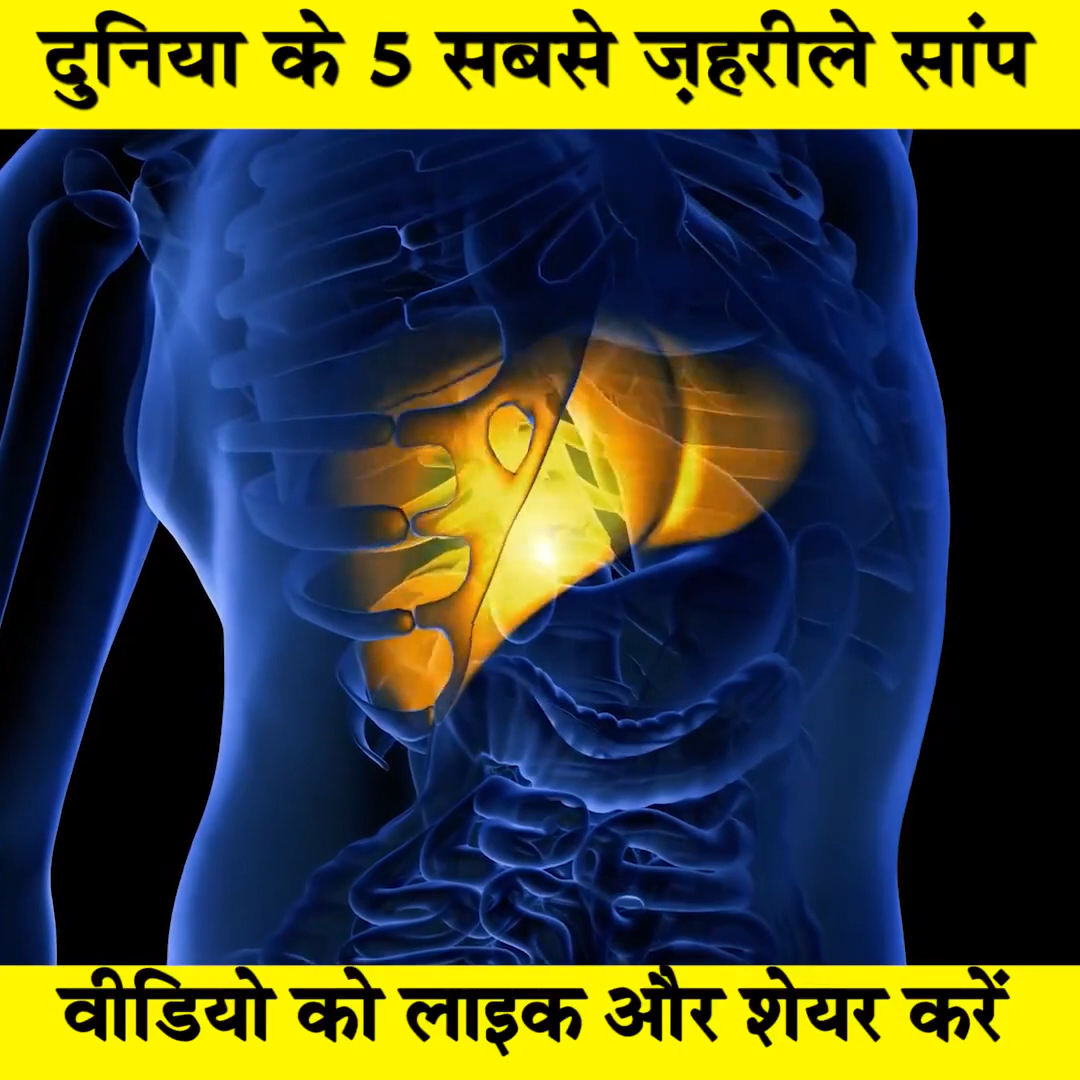 दुनिया के 5 सबसे ज़हरीले सांप
वीडियो को लाइक और शेयर करें